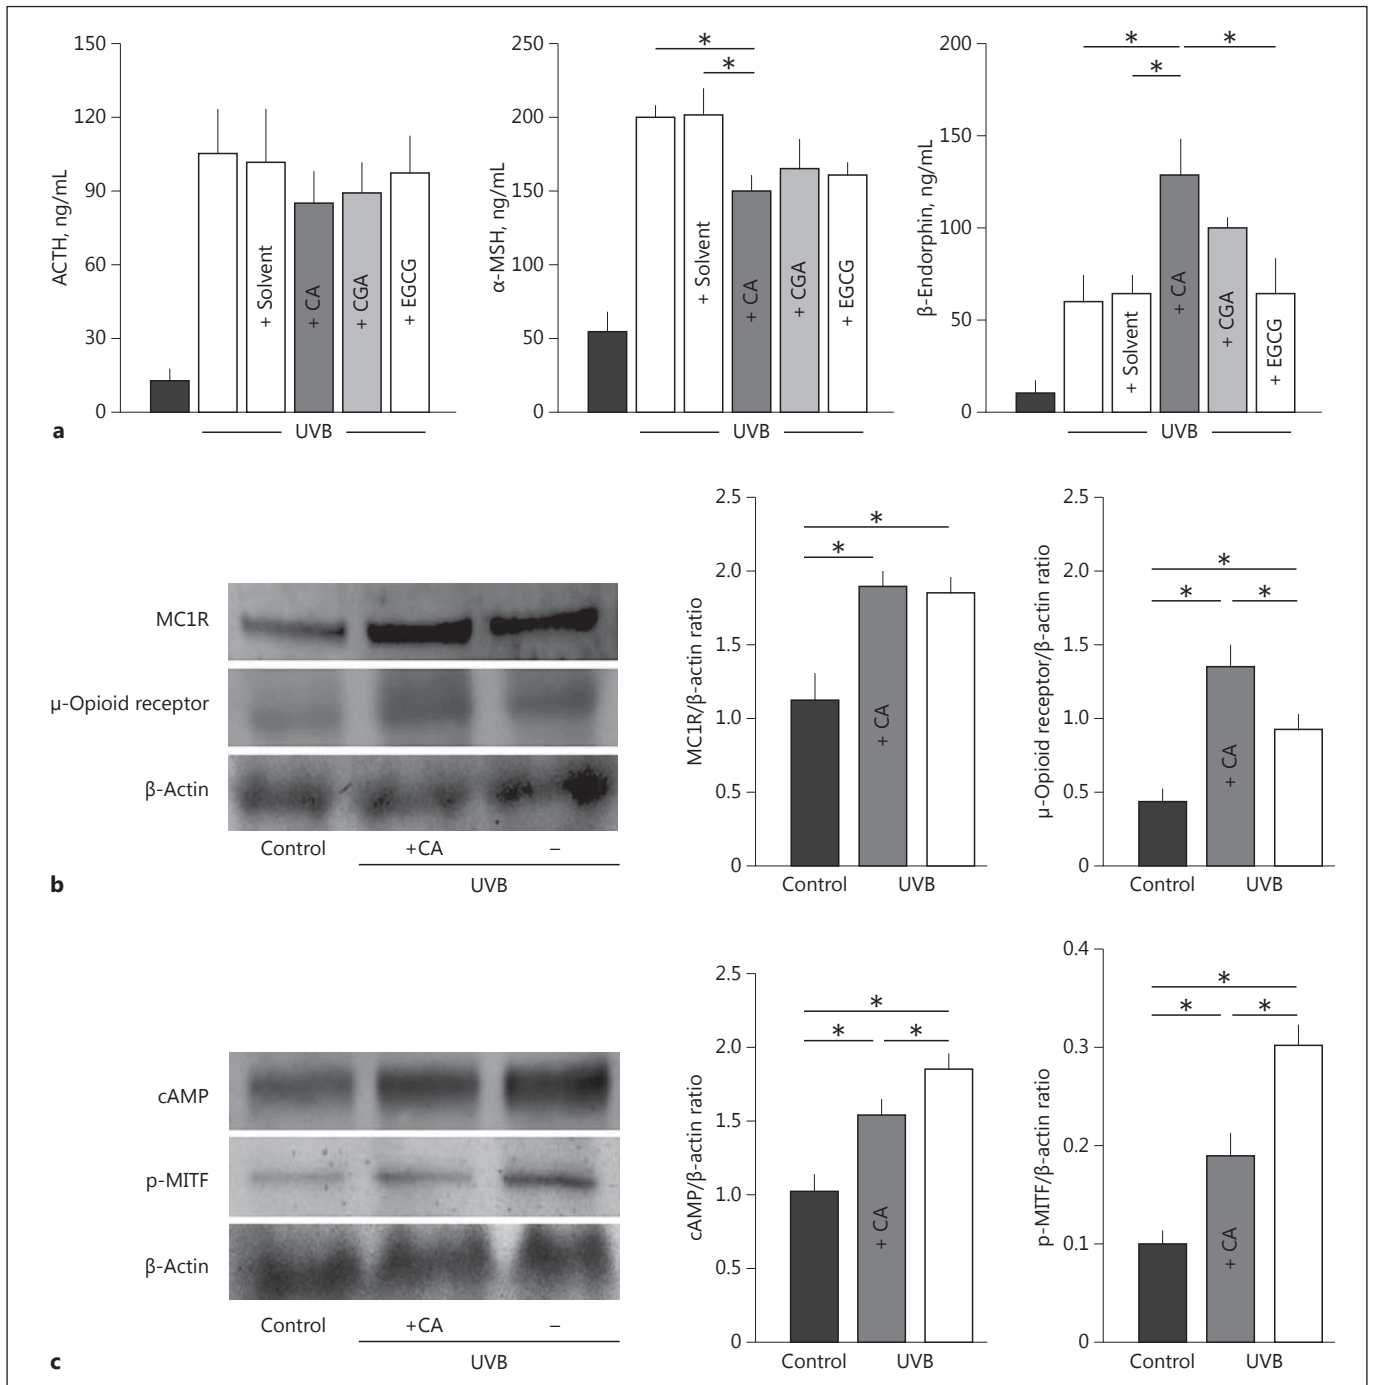 150
120
90
60
30
0
ACTH, ng/mL
+ Solvent
+ CA
+ CGA
+ EGCG
UVB
250
200
150
100
50
0
α-MSH, ng/mL
*
*
+ Solvent
+ CA
+ CGA
+ EGCG
UVB
200
150
100
50
0
β-Endorphin, ng/mL
*
*
*
+ Solvent
+ CA
+ CGA
+ EGCG
UVB
a
MC1R
μ-Opioid receptor
β-Actin
Control
+CA
–
UVB
2.5
2.0
1.5
1.0
0.5
0
MC1R/β-actin ratio
*
*
+ CA
Control
UVB
2.5
2.0
1.5
1.0
0.5
0
μ-Opioid receptor/β-actin ratio
*
*
*
+ CA
Control
UVB
b
cAMP
p-MITF
β-Actin
Control
+CA
–
UVB
2.5
2.0
1.5
1.0
0.5
0
cAMP/β-actin ratio
*
*
*
+ CA
Control
UVB
0.4
0.3
0.2
0.1
0
p-MITF/β-actin ratio
*
*
*
+ CA
Control
UVB
c